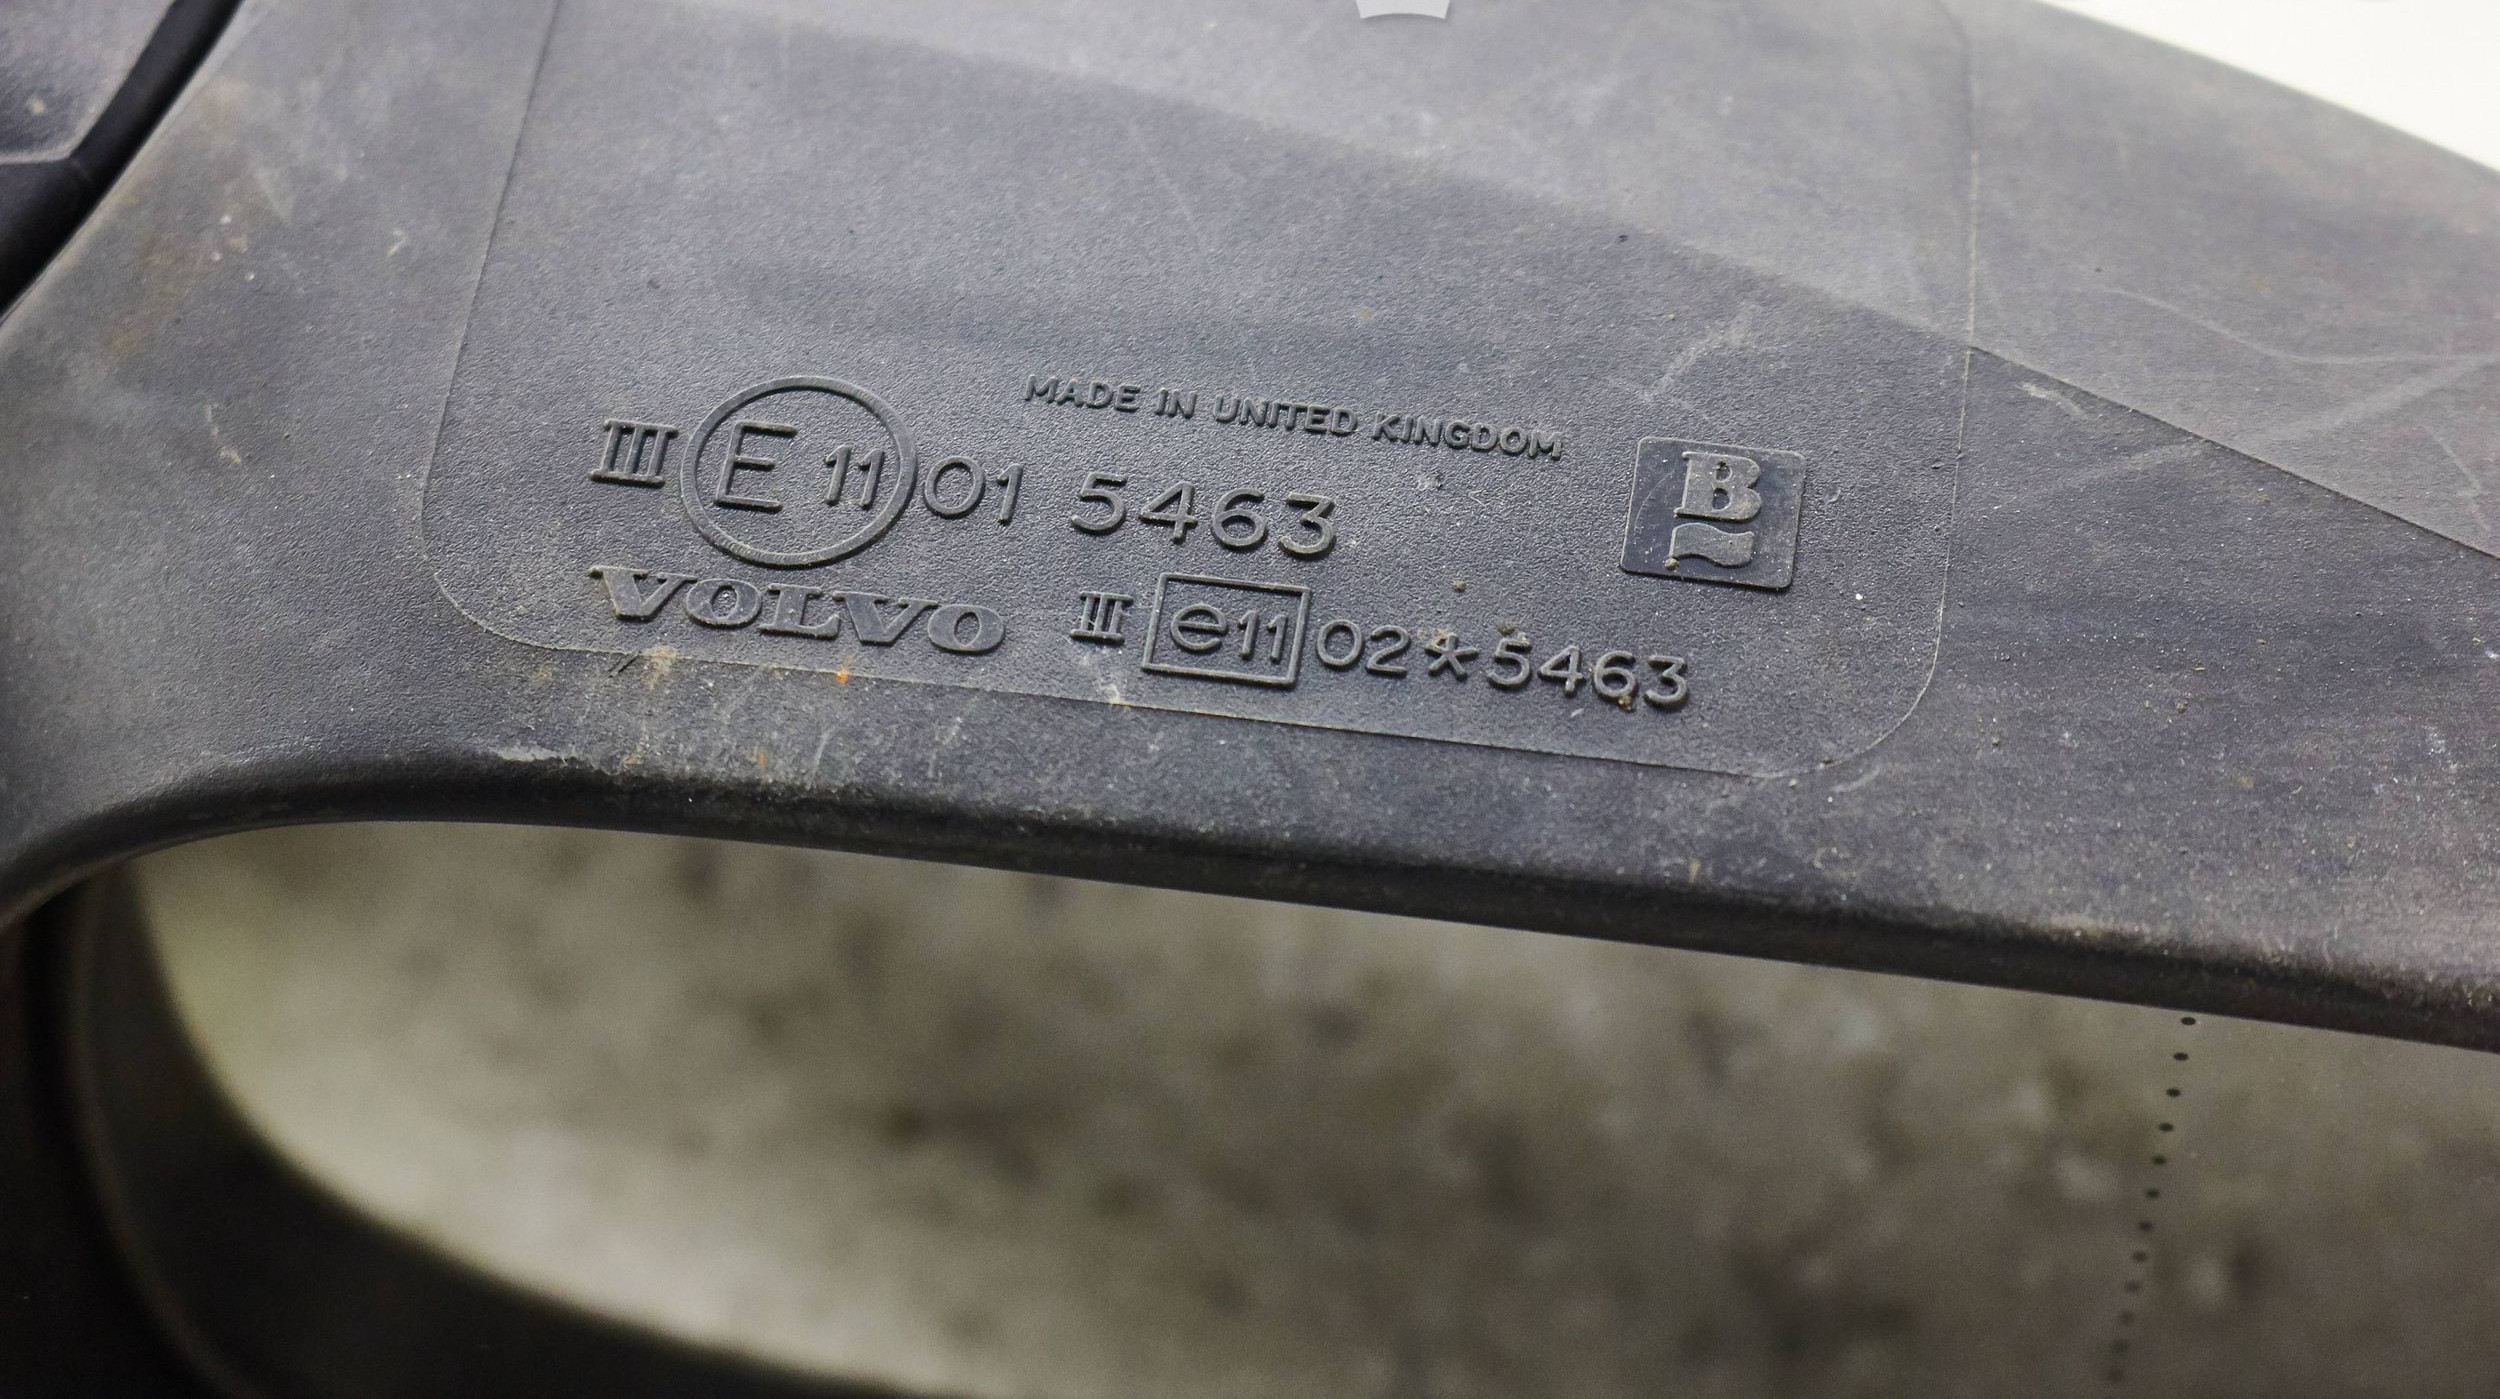 MADE IN UNITED KINGDOM
III E 11 01 5463
B
VOLVO III e11 02*5463